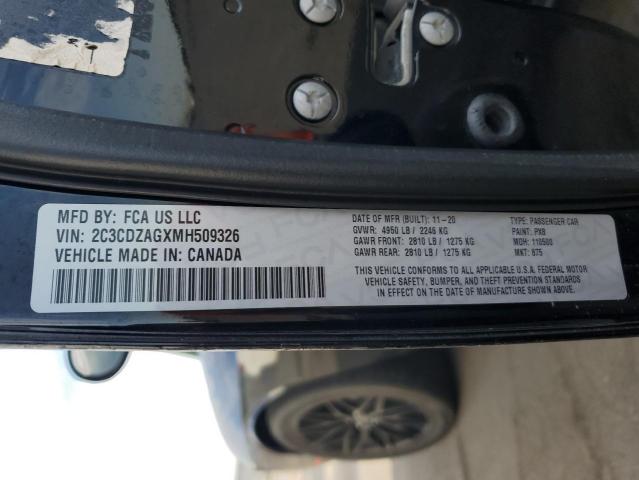 MFD BY: FCA US LLC
VIN: 2C3CDZAGXMH509326
VEHICLE MADE IN: CANADA
DATE OF MFR (BUILT): 11-20
GVWR: 4950 LB / 2246 KG
GAWR FRONT: 2810 LB / 1275 KG
GAWR REAR: 2810 LB / 1275 KG
TYPE: PASSENGER CAR
PAINT: PX8
MDH: 110500
MKT: 675
THIS VEHICLE CONFORMS TO ALL APPLICABLE U.S.A. FEDERAL MOTOR
VEHICLE SAFETY, BUMPER, AND THEFT PREVENTION STANDARDS
IN EFFECT ON THE DATE OF MANUFACTURE SHOWN ABOVE.